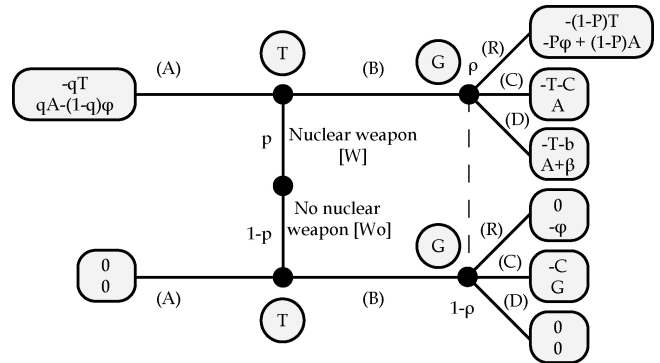 -(1-P)T
-Pφ + (1-P)A
(R)
T
G
ρ
(A)
(B)
(C)
-qT
qA-(1-q)φ
-T-C
A
(D)
p
Nuclear weapon
[W]
-T-b
A+β
1-p
No nuclear
weapon [Wo]
0
-φ
(R)
G
(C)
0
0
-C
G
(A)
(B)
(D)
1-ρ
T
0
0